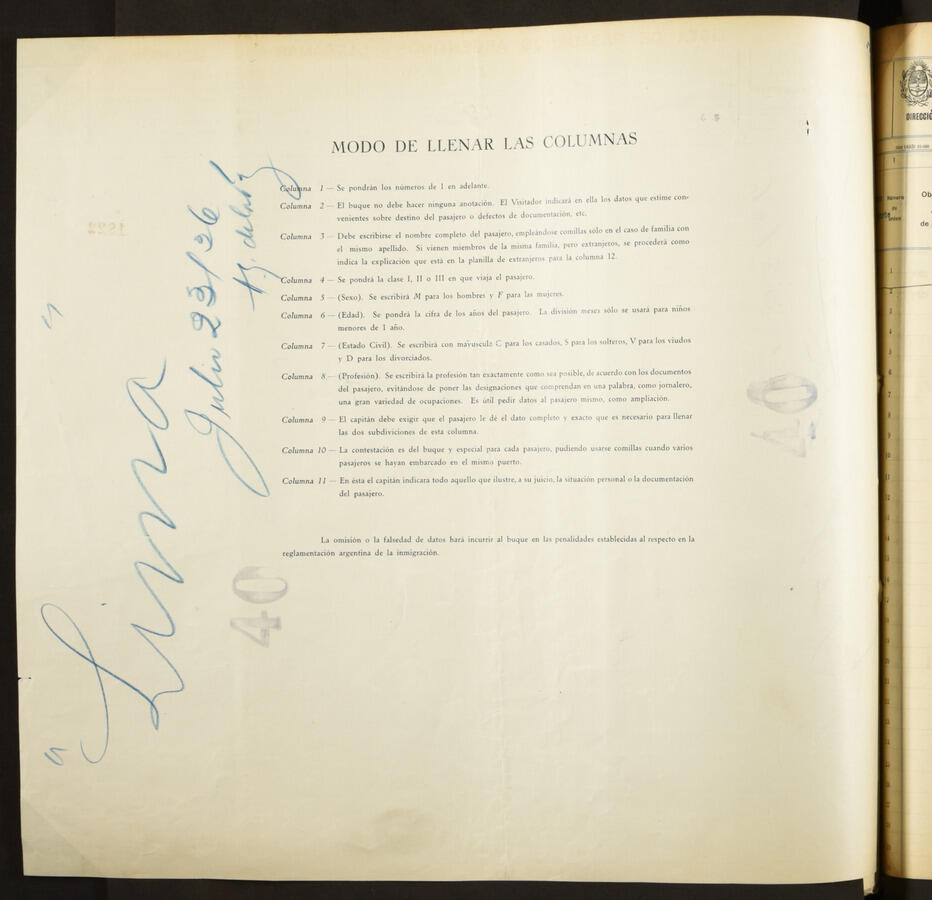 MODO DE LLENAR LAS COLUMNAS
Columna 1 — Se pondrán los números de 1 en adelante.
Columna 2 — El buque no debe hacer ninguna anotación. El Visitador indicará en ella los datos que estime con-
venientes sobre destino del pasajero o defectos de documentación, etc.
Columna 3 — Debe escribirse el nombre completo del pasajero, empleándose comillas sólo en el caso de familia con
el mismo apellido. Si vienen miembros de la misma familia, pero extranjeros, se procederá como
indica la explicación que está en la planilla de extranjeros para la columna 12.
Columna 4 — Se pondrá la clase I, II o III en que viaja el pasajero.
Columna 5 — (Sexo). Se escribirá M para los hombres y F para las mujeres.
Columna 6 — (Edad). Se pondrá la cifra de los años del pasajero. La división meses sólo se usará para niños
menores de 1 año.
Columna 7 — (Estado Civil). Se escribirá con mayúscula C para los casados, S para los solteros, V para los viudos
y D para los divorciados.
Columna 8 — (Profesión). Se escribirá la profesión tan exactamente como sea posible, de acuerdo con los documentos
del pasajero, evitándose de poner las designaciones que comprendan en una palabra, como jornalero,
una gran variedad de ocupaciones. Es útil pedir datos al pasajero mismo, como ampliación.
Columna 9 — El capitán debe exigir que el pasajero le dé el dato completo y exacto que es necesario para llenar
las dos subdiviciones de esta columna.
Columna 10 — La contestación es del buque y especial para cada pasajero, pudiendo usarse comillas cuando varios
pasajeros se hayan embarcado en el mismo puerto.
Columna 11 — En ésta el capitán indicara todo aquello que ilustre, a su juicio, la situación personal o la documentación
del pasajero.
La omisión o la falsedad de datos hará incurrir al buque en las penalidades establecidas al respecto en la
reglamentación argentina de la inmigración.
Julio 23/26
40
40
DIRECCIÓ